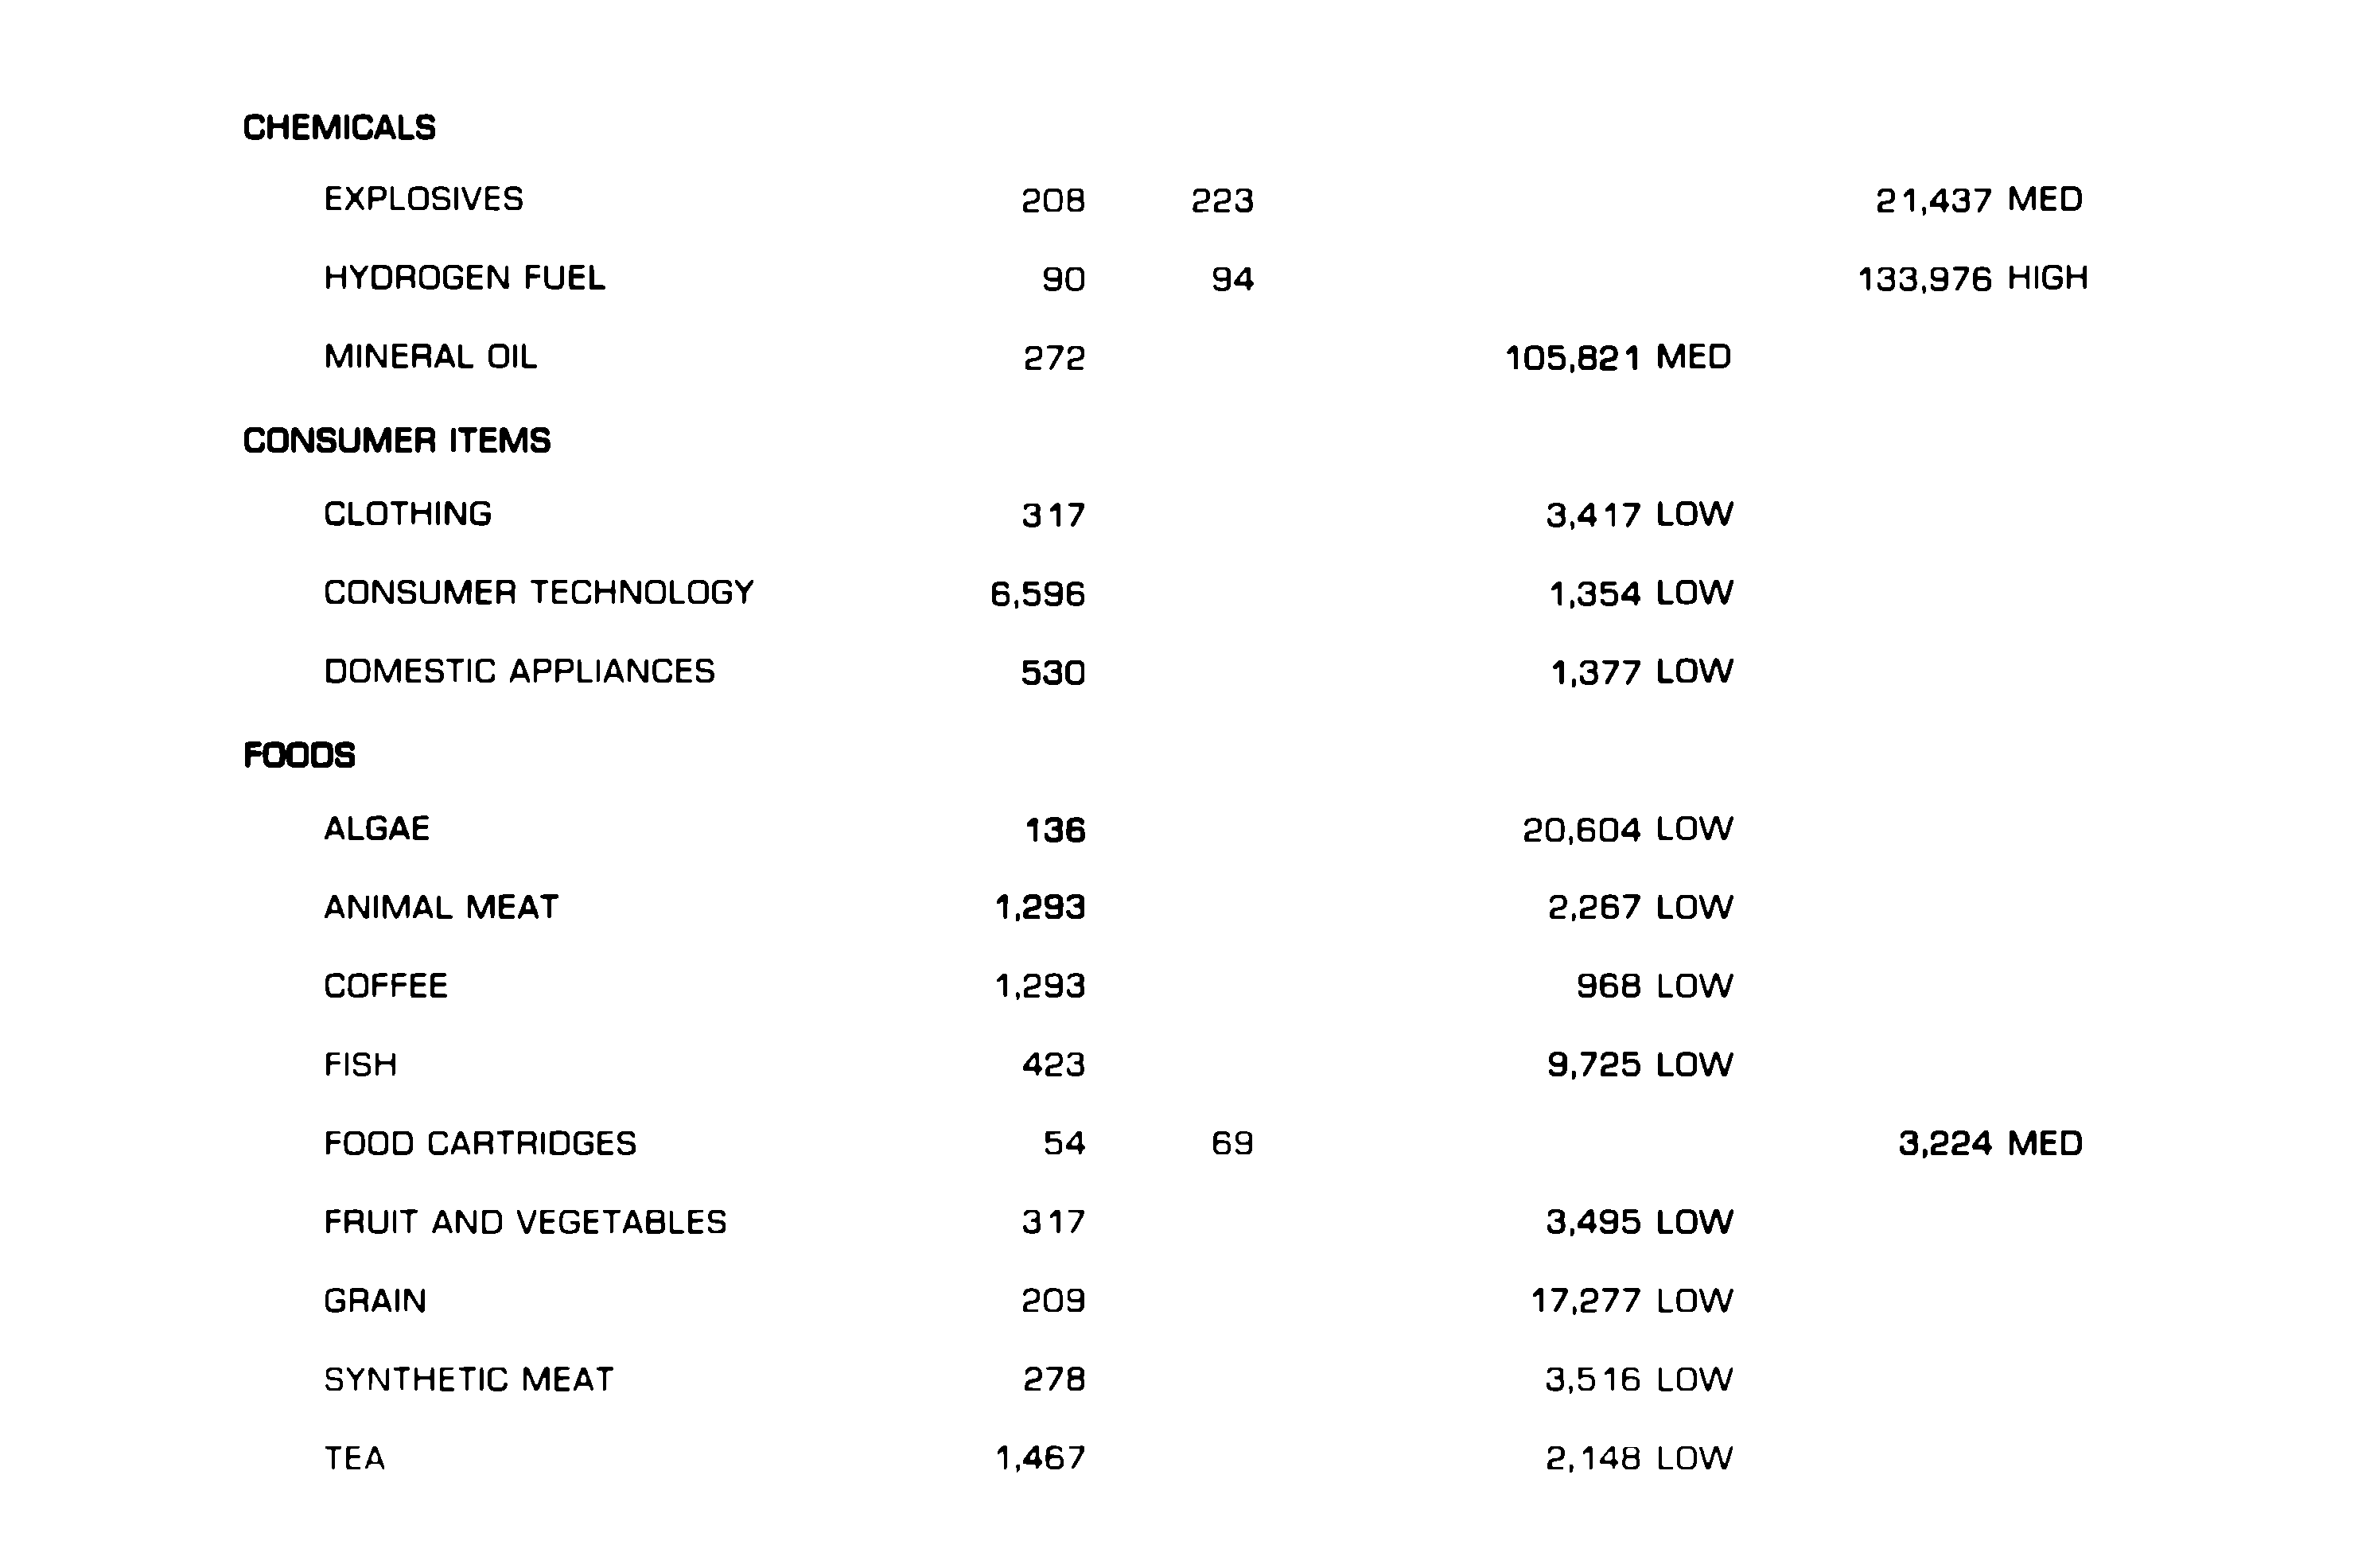 CHEMICALS
EXPLOSIVES 208 223 21,437 MED
HYDROGEN FUEL 90 94 133,976 HIGH
MINERAL OIL 272 105,821 MED
CONSUMER ITEMS
CLOTHING 317 3,417 LOW
CONSUMER TECHNOLOGY 6,596 1,354 LOW
DOMESTIC APPLIANCES 530 1,377 LOW
FOODS
ALGAE 136 20,604 LOW
ANIMAL MEAT 1,293 2,267 LOW
COFFEE 1,293 968 LOW
FISH 423 9,725 LOW
FOOD CARTRIDGES 54 69 3,224 MED
FRUIT AND VEGETABLES 317 3,495 LOW
GRAIN 209 17,277 LOW
SYNTHETIC MEAT 278 3,516 LOW
TEA 1,467 2,148 LOW